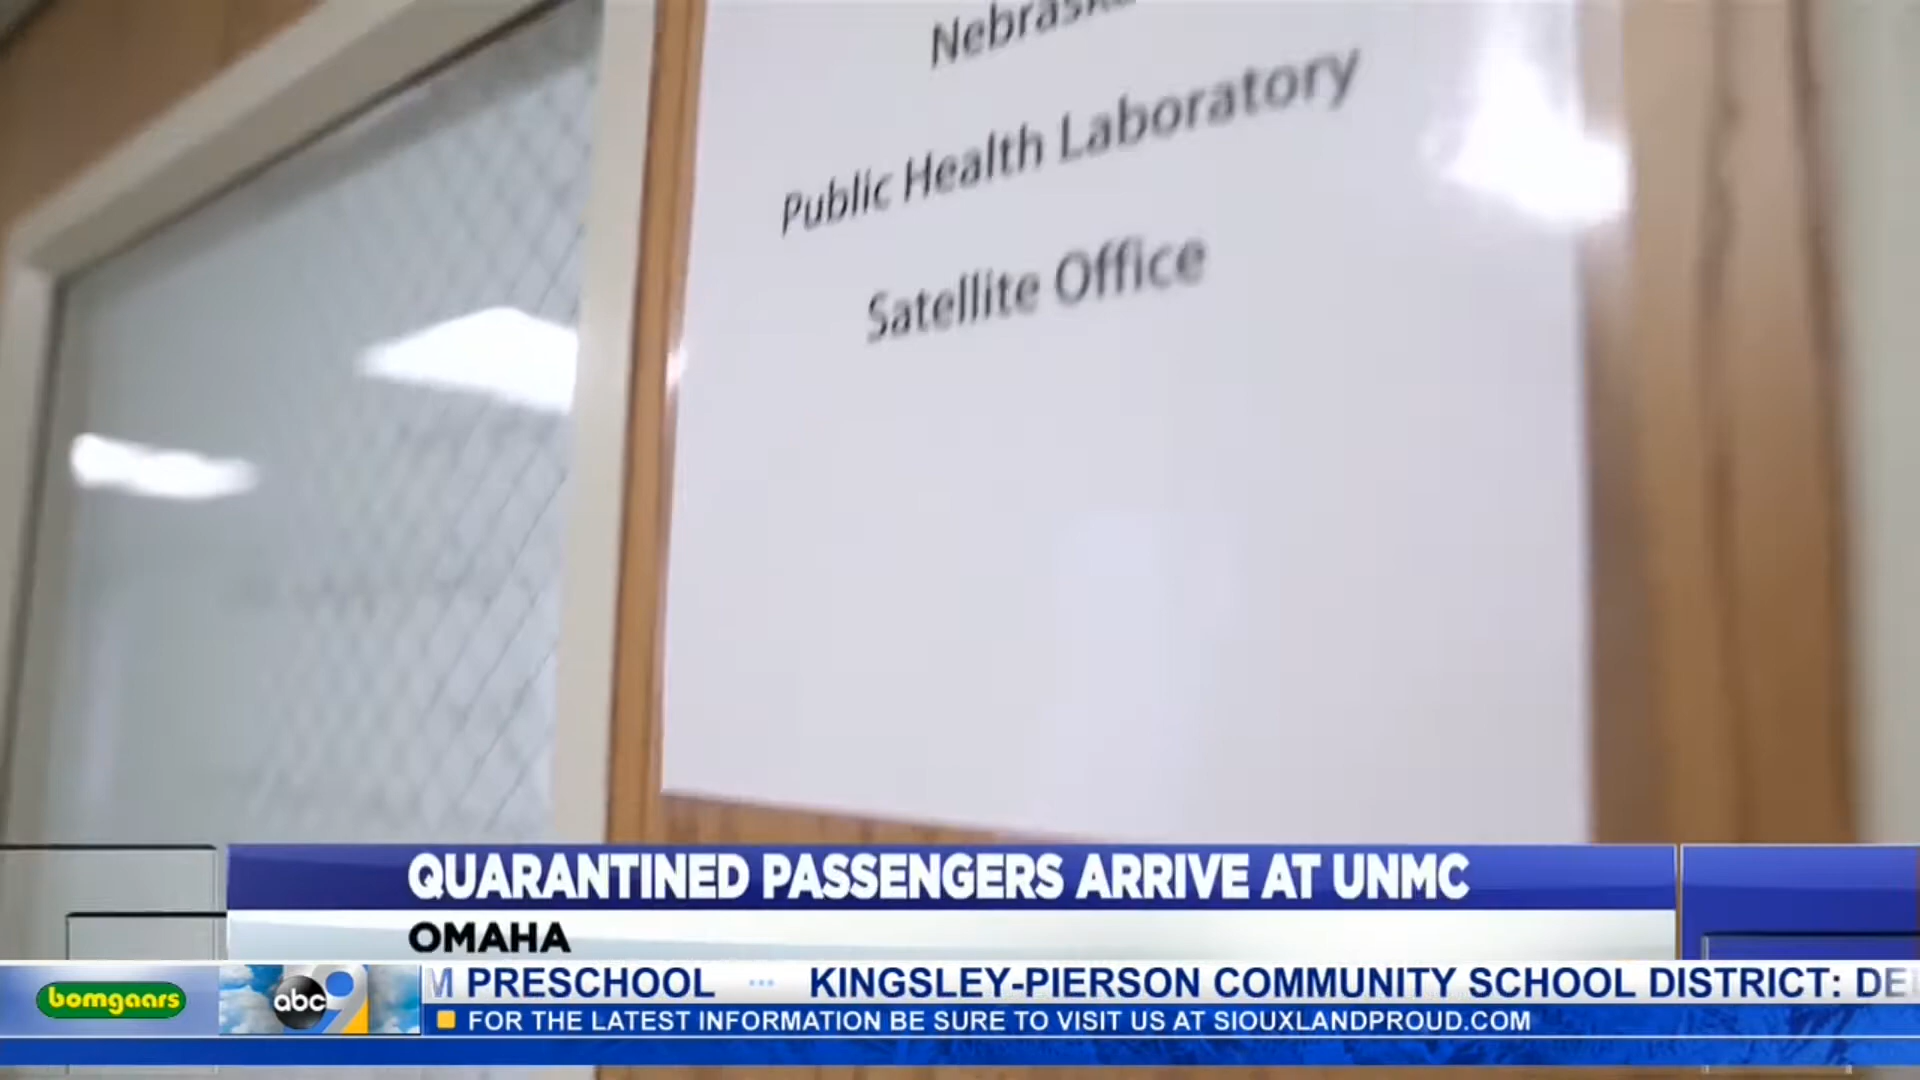 Public Health Laboratory
Satellite Office
QUARANTINED PASSENGERS ARRIVE AT UNMC
OMAHA
bomgaars
abc 9
M PRESCHOOL ... KINGSLEY-PIERSON COMMUNITY SCHOOL DISTRICT: DE
FOR THE LATEST INFORMATION BE SURE TO VISIT US AT SIOUXLANDPROUD.COM